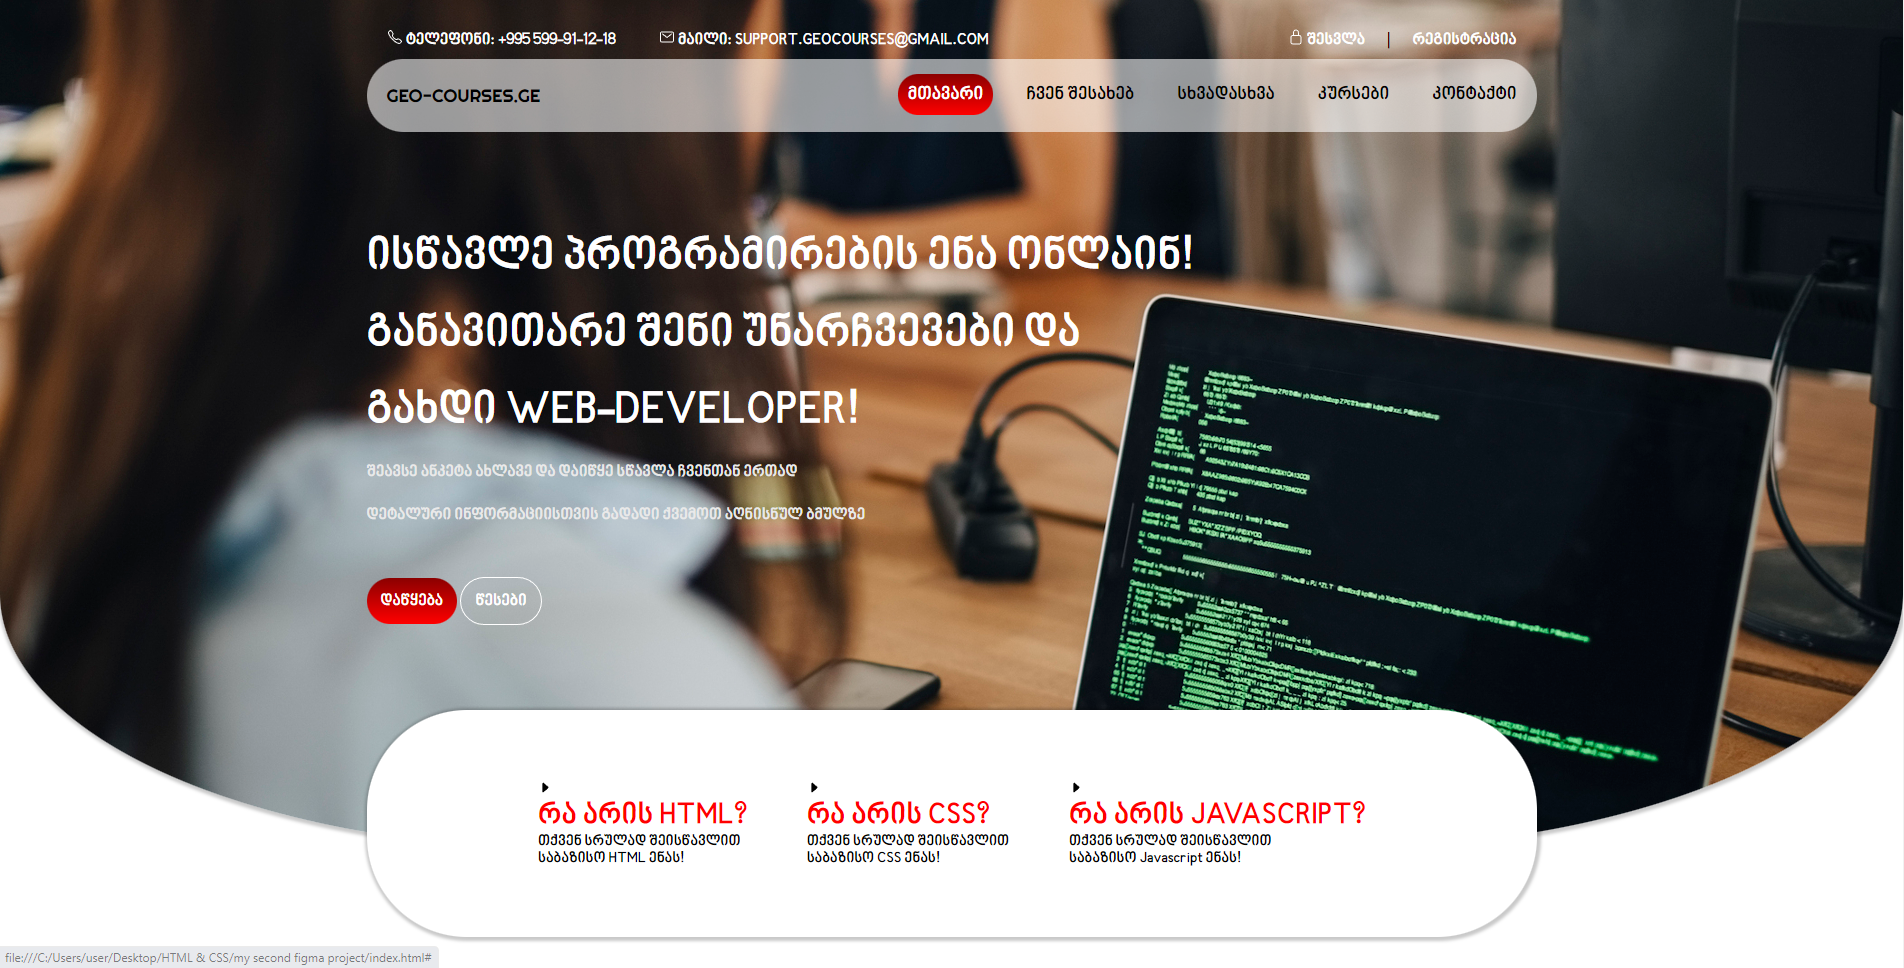 ტელეფონი: +995 599-91-12-18
მაილი: SUPPORT.GEOCOURSES@GMAIL.COM
შესვლა | რეგისტრაცია
GEO-COURSES.GE
მთავარი
ჩვენ შესახებ
სხვადასხვა
კურსები
კონტაქტი
ისწავლე პროგრამირების ენა ონლაინ!
განავითარე შენი უნარჩვევები და
გახდი WEB-DEVELOPER!
შეავსე ანკეტა ახლავე და დაიწყე სწავლა ჩვენთან ერთად
დეტალური ინფორმაციისთვის გადადი ქვემოთ აღნისნულ ბმულზე
დაწყება
წესები
რა არის HTML?
თქვენ სრულად შეისწავლით
საბაზისო HTML ენას!
რა არის CSS?
თქვენ სრულად შეისწავლით
საბაზისო CSS ენას!
რა არის JAVASCRIPT?
თქვენ სრულად შეისწავლით
საბაზისო Javascript ენას!
file:///C:/Users/user/Desktop/HTML & CSS/my second figma project/index.html#